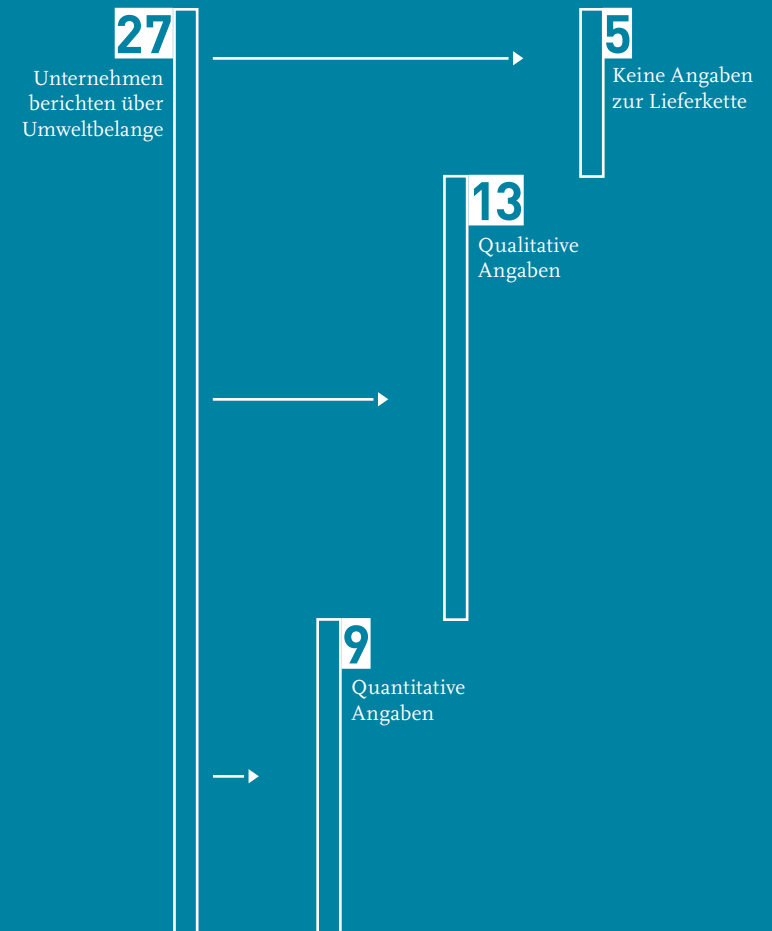 27
Unternehmen
berichten über
Umweltbelange
5
Keine Angaben
zur Lieferkette
13
Qualitative
Angaben
9
Quantitative
Angaben